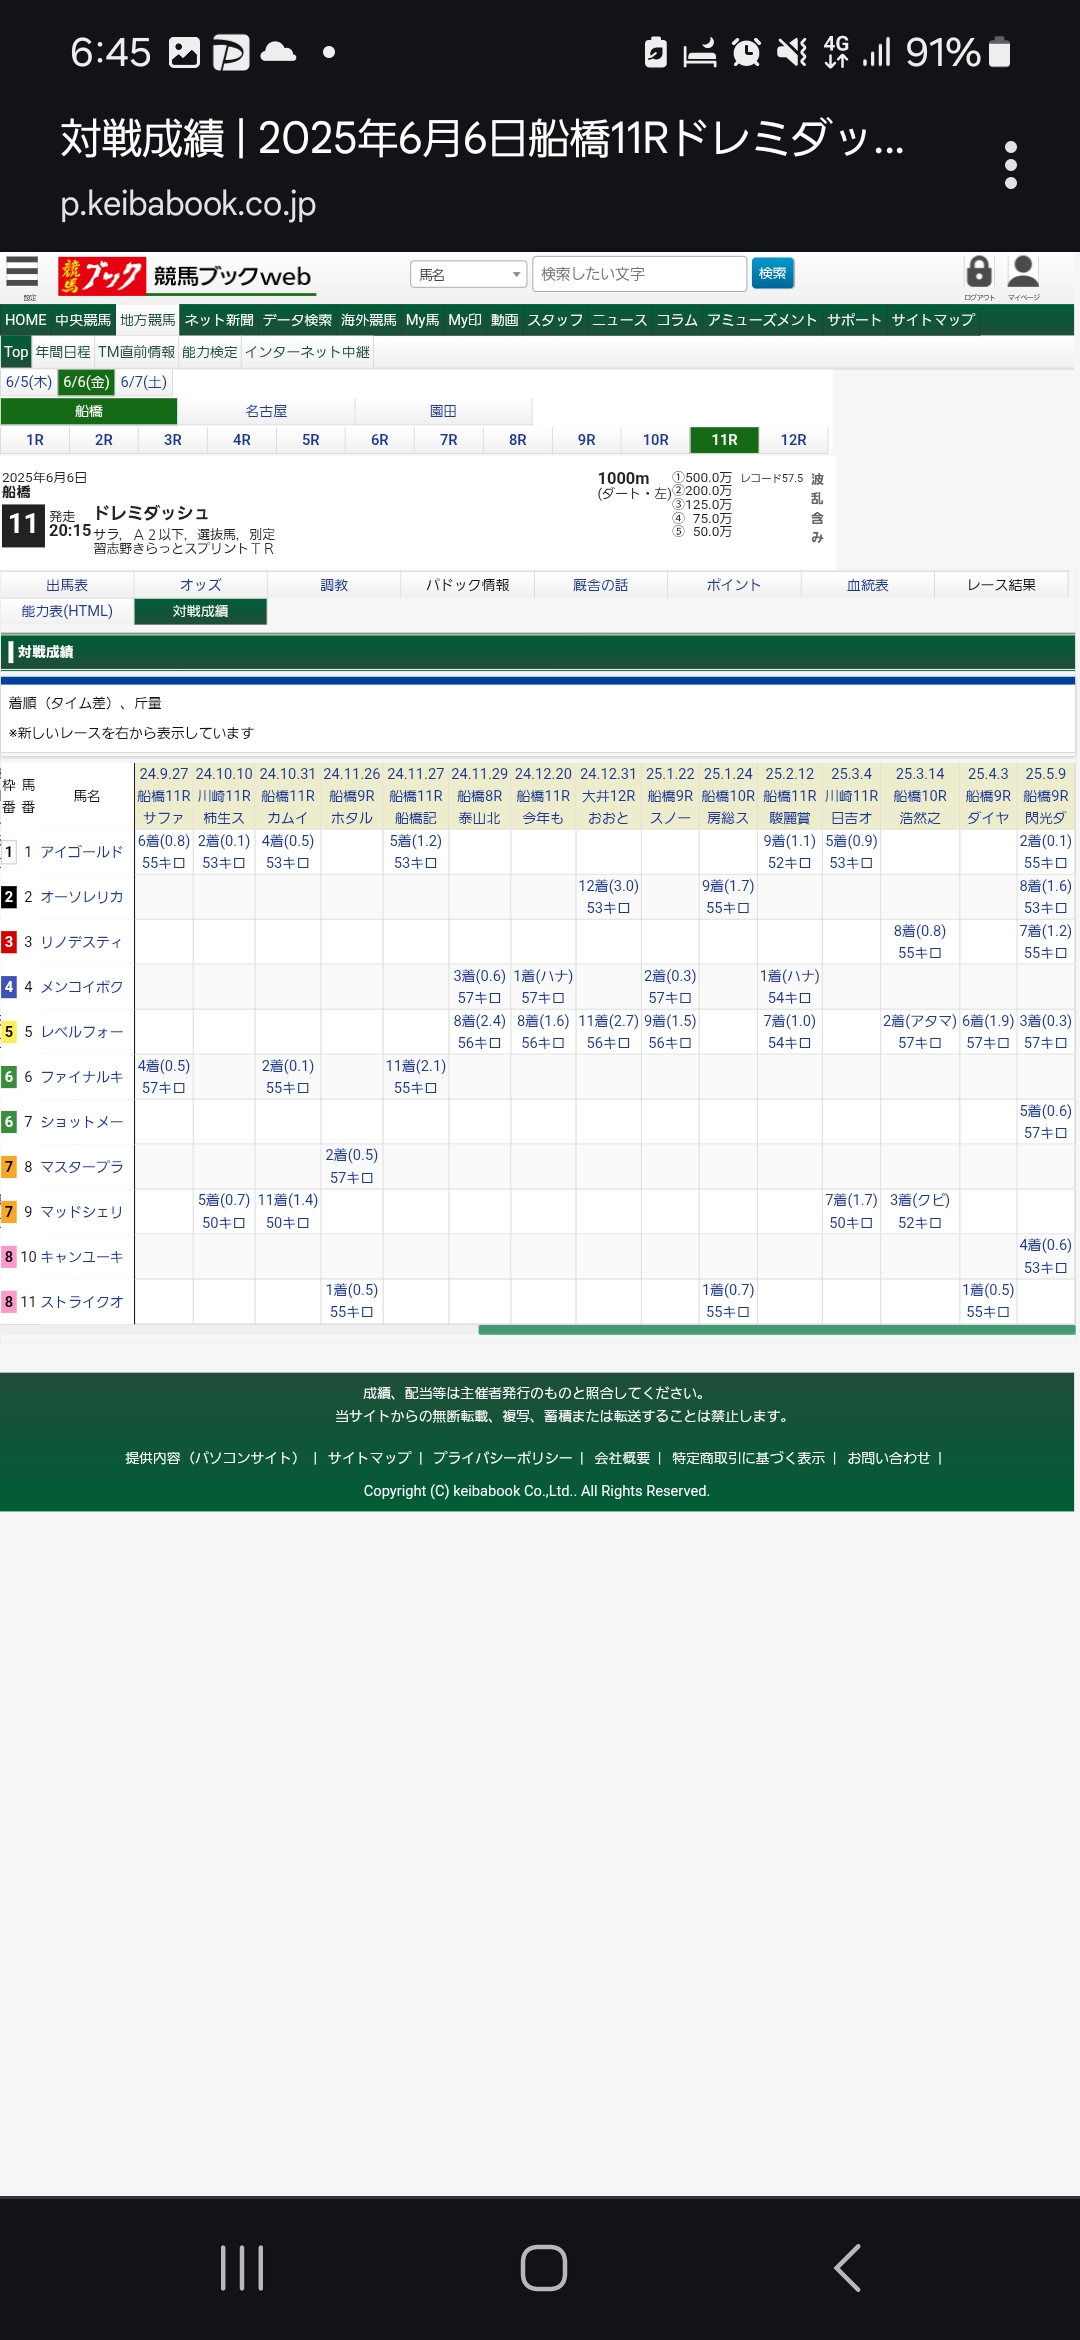 6:45 4G 91%
対戦成績 | 2025年6月6日船橋11Rドレミダッ...
p.keibabook.co.jp
設定 競馬ブック 競馬ブックweb 馬名 検索したい文字 検索 ログアウト マイページ
HOME 中央競馬 地方競馬 ネット新聞 データ検索 海外競馬 My馬 My印 動画 スタッフ ニュース コラム アミューズメント サポート サイトマップ
Top 年間日程 TM直前情報 能力検定 インターネット中継
6/5(木) 6/6(金) 6/7(土)
船橋 名古屋 園田
1R 2R 3R 4R 5R 6R 7R 8R 9R 10R 11R 12R
2025年6月6日
船橋
11 発走 20:15
ドレミダッシュ
サラ, Ａ２以下, 選抜馬, 別定
習志野きらっとスプリントＴＲ
1000m
(ダート・左)
①500.0万
②200.0万
③125.0万
④ 75.0万
⑤ 50.0万
レコード57.5
波乱含み
出馬表 オッズ 調教 パドック情報 厩舎の話 ポイント 血統表 レース結果
能力表(HTML) 対戦成績
対戦成績
着順（タイム差）、斤量
※新しいレースを右から表示しています
枠番 馬番 馬名
24.9.27 24.10.10 24.10.31 24.11.26 24.11.27 24.11.29 24.12.20 24.12.31 25.1.22 25.1.24 25.2.12 25.3.4 25.3.14 25.4.3 25.5.9
船橋11R 川崎11R 船橋11R 船橋9R 船橋11R 船橋8R 船橋11R 大井12R 船橋9R 船橋10R 船橋11R 川崎11R 船橋10R 船橋9R 船橋9R
サファ 柿生ス カムイ ホタル 船橋記 泰山北 今年も おおと スノー 房総ス 駿麗賞 日吉オ 浩然之 ダイヤ 閃光ダ
1 1 アイゴールド 6着(0.8) 2着(0.1) 4着(0.5) 5着(1.2) 9着(1.1) 5着(0.9) 2着(0.1)
55キロ 53キロ 53キロ 53キロ 52キロ 53キロ 55キロ
2 2 オーソレリカ 12着(3.0) 9着(1.7) 8着(1.6)
53キロ 55キロ 53キロ
3 3 リノデスティ 8着(0.8) 7着(1.2)
55キロ 55キロ
4 4 メンコイボク 3着(0.6) 1着(ハナ) 2着(0.3) 1着(ハナ)
57キロ 57キロ 57キロ 54キロ
5 5 レベルフォー 8着(2.4) 8着(1.6) 11着(2.7) 9着(1.5) 7着(1.0) 2着(アタマ) 6着(1.9) 3着(0.3)
56キロ 56キロ 56キロ 56キロ 54キロ 57キロ 57キロ 57キロ
6 6 ファイナルキ 4着(0.5) 2着(0.1) 11着(2.1)
57キロ 55キロ 55キロ
6 7 ショットメー 5着(0.6)
57キロ
7 8 マスタープラ 2着(0.5)
57キロ
7 9 マッドシェリ 5着(0.7) 11着(1.4) 7着(1.7) 3着(クビ)
50キロ 50キロ 50キロ 52キロ
8 10 キャンユーキ 4着(0.6)
53キロ
8 11 ストライクオ 1着(0.5) 1着(0.7) 1着(0.5)
55キロ 55キロ 55キロ
成績、配当等は主催者発行のものと照合してください。
当サイトからの無断転載、複写、蓄積または転送することは禁止します。
提供内容（パソコンサイト） | サイトマップ | プライバシーポリシー | 会社概要 | 特定商取引に基づく表示 | お問い合わせ |
Copyright (C) keibabook Co.,Ltd.. All Rights Reserved.